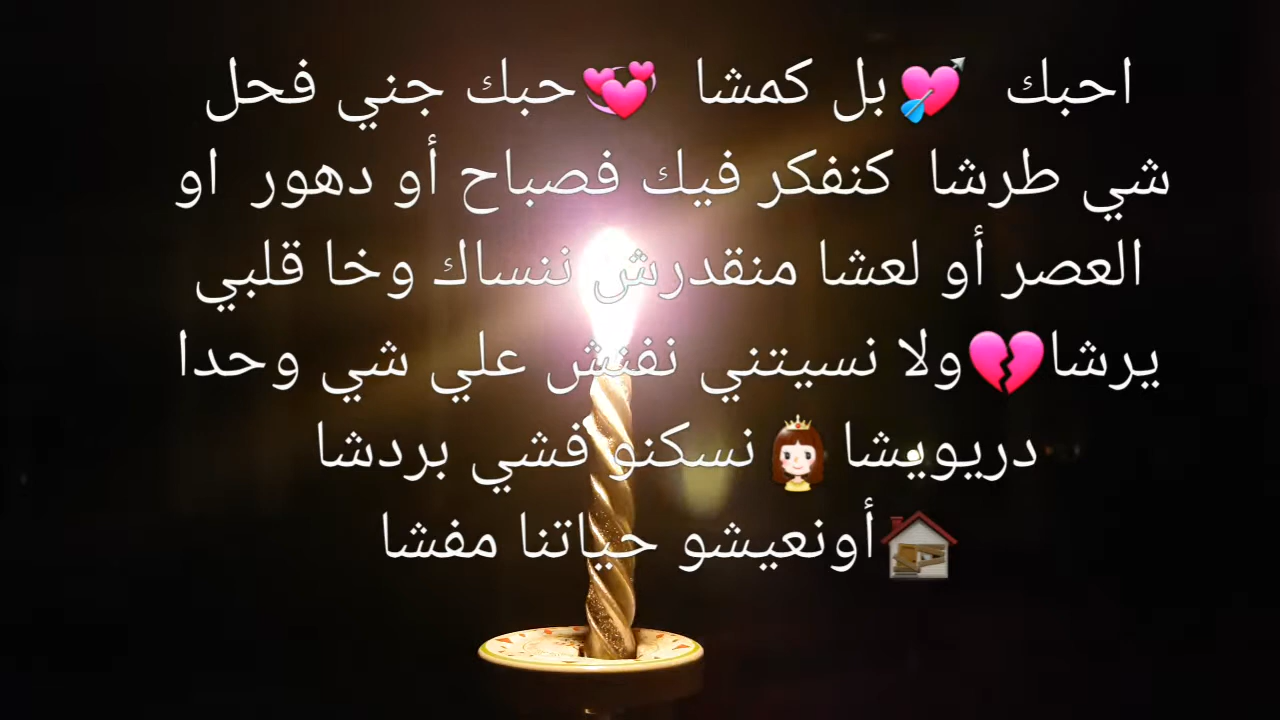 احبك 💘بل كمشا 💞حبك جني فحل
شي طرشا كنفكر فيك فصباح أو دهور او
العصر أو لعشا منقدرش ننساك وخا قلبي
يرشا💔ولا نسيتني نفنش علي شي وحدا
دريويشا👸نسكنو فشي بردشا
🏚أونعيشو حياتنا مفشا